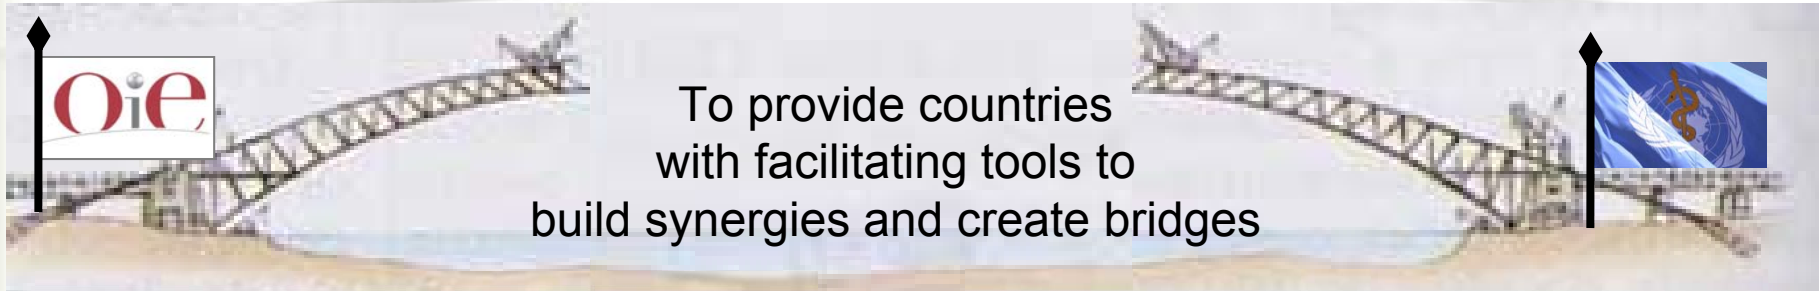 OiE
To provide countries
with facilitating tools to
build synergies and create bridges